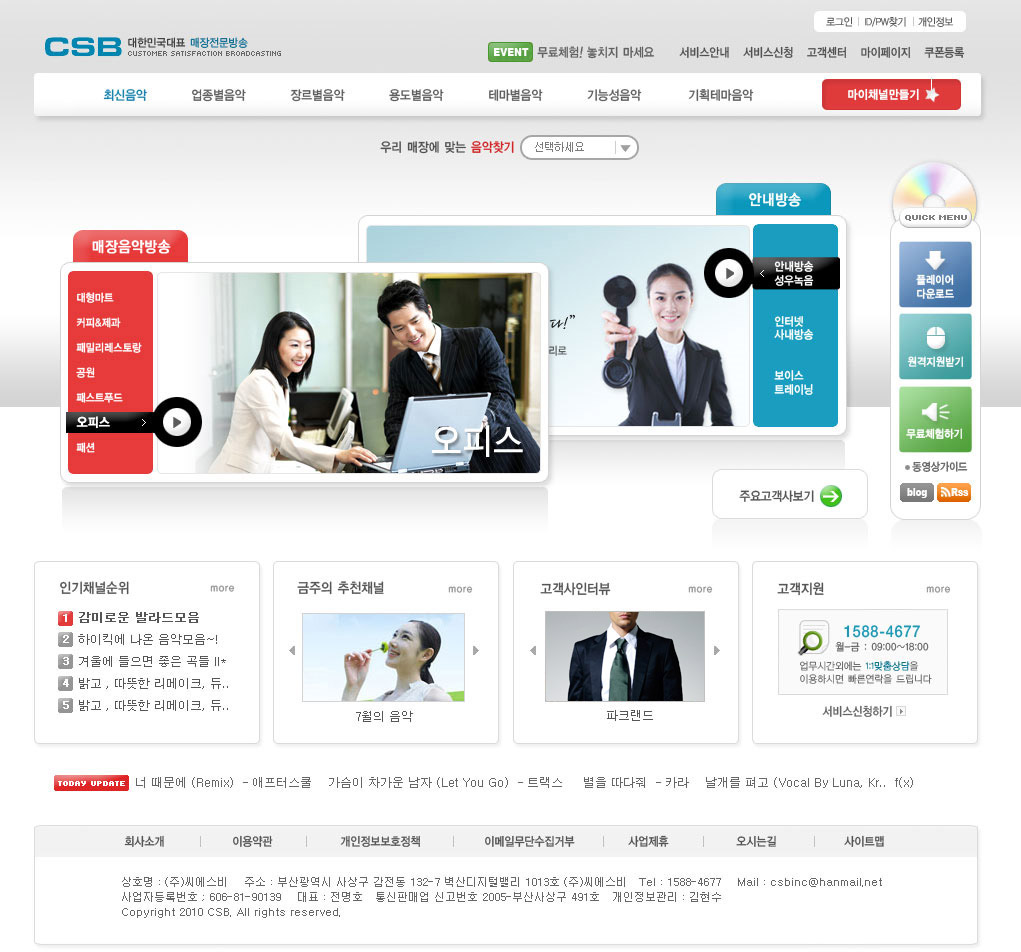 로그인 ID/PW찾기 개인정보
CSB 대한민국대표 매장전문방송
CUSTOMER SATISFACTION BROADCASTING
EVENT 무료체험! 놓치지 마세요 서비스안내 서비스신청 고객센터 마이페이지 쿠폰등록
최신음악 업종별음악 장르별음악 용도별음악 테마별음악 기능성음악 기획테마음악 마이채널만들기
우리 매장에 맞는 음악찾기 선택하세요
안내방송
매장음악방송
대형마트
커피&제과
패밀리레스토랑
공원
패스트푸드
오피스
패션
오피스
다!”
리로
안내방송
성우녹음
인터넷
사내방송
보이스
트레이닝
QUICK MENU
플레이어
다운로드
원격지원받기
무료체험하기
동영상가이드
blog Rss
주요고객사보기
인기채널순위 more
1 감미로운 발라드모음
2 하이킥에 나온 음악모음~!
3 겨울에 들으면 좋은 곡들 II*
4 밝고 , 따뜻한 리메이크, 듀..
5 밝고 , 따뜻한 리메이크, 듀..
금주의 추천채널 more
7월의 음악
고객사인터뷰 more
파크랜드
고객지원 more
1588-4677
월-금 : 09:00~18:00
업무시간외에는 1:1맞춤상담을
이용하시면 빠른연락을 드립니다
서비스신청하기
TODAY UPDATE 너 때문에 (Remix) - 애프터스쿨 가슴이 차가운 남자 (Let You Go) - 트랙스 별을 따다줘 - 카라 날개를 펴고 (Vocal By Luna, Kr.. f(x)
회사소개 이용약관 개인정보보호정책 이메일무단수집거부 사업제휴 오시는길 사이트맵
상호명 : (주)씨에스비 주소 : 부산광역시 사상구 감전동 132-7 벽산디지털밸리 1013호 (주)씨에스비 Tel : 1588-4677 Mail : csbinc@hanmail.net
사업자등록번호 : 606-81-90139 대표 : 전명호 통신판매업 신고번호 2005-부산사상구 491호 개인정보관리 : 김현수
Copyright 2010 CSB. All rights reserved.